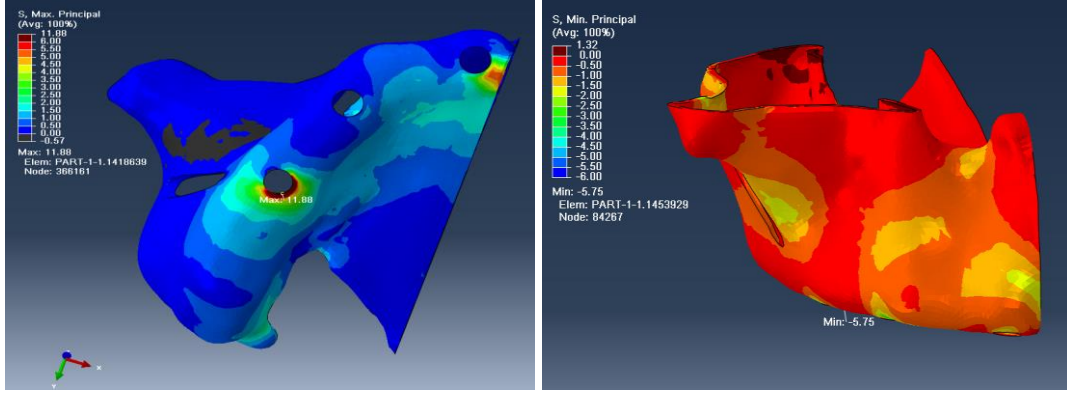 S, Max. Principal
(Avg: 100%)
11.88
6.00
5.50
5.00
4.50
4.00
3.50
3.00
2.50
2.00
1.50
1.00
0.50
0.00
-0.57
Max: 11.88
Elem: PART-1-1.1418639
Node: 366161
Max: 11.88
X
Y
S, Min. Principal
(Avg: 100%)
1.32
0.00
-0.50
-1.00
-1.50
-2.00
-2.50
-3.00
-3.50
-4.00
-4.50
-5.00
-5.50
-6.00
Min: -5.75
Elem: PART-1-1.1453929
Node: 84267
Min: -5.75